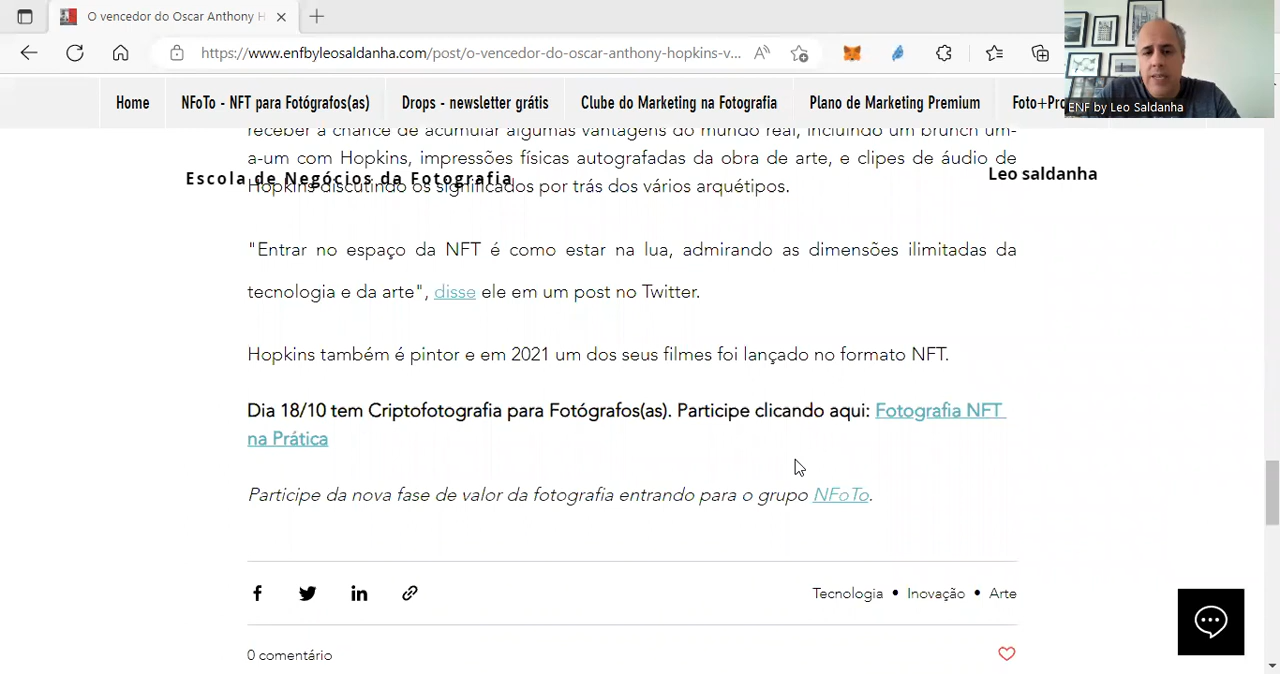 O vencedor do Oscar Anthony H
https://www.enfbyleosaldanha.com/post/o-vencedor-do-oscar-anthony-hopkins-v...
ENF by Leo Saldanha
Home
NFoTo - NFT para Fotógrafos(as)
Drops - newsletter grátis
Clube do Marketing na Fotografia
Plano de Marketing Premium
Foto+Pro
receber a chance de acumular algumas vantagens do mundo real, incluindo um brunch um-
a-um com Hopkins, impressões físicas autografadas da obra de arte, e clipes de áudio de
Escola de Negócios da Fotografia
Leo saldanha
Hopkins discutindo os significados por trás dos vários arquétipos.
"Entrar no espaço da NFT é como estar na lua, admirando as dimensões ilimitadas da
tecnologia e da arte", disse ele em um post no Twitter.
Hopkins também é pintor e em 2021 um dos seus filmes foi lançado no formato NFT.
Dia 18/10 tem Criptofotografia para Fotógrafos(as). Participe clicando aqui: Fotografia NFT
na Prática
Participe da nova fase de valor da fotografia entrando para o grupo NFoTo.
Tecnologia • Inovação • Arte
0 comentário